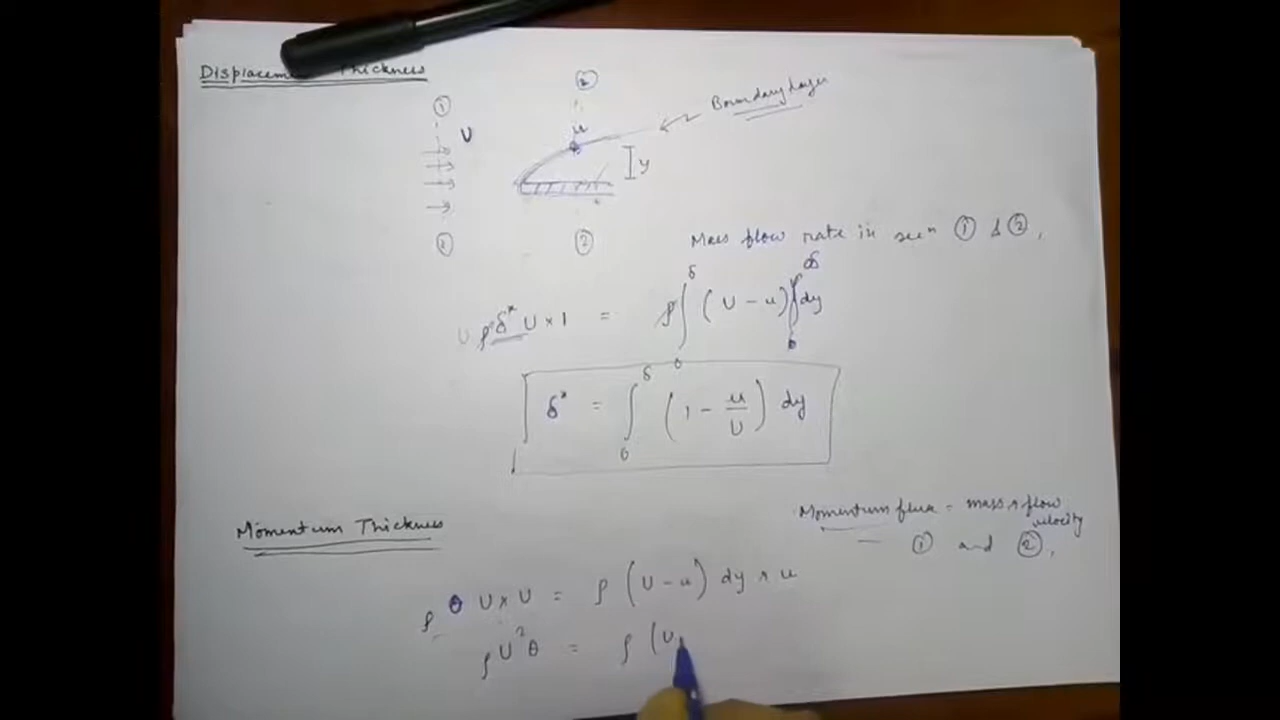 Displacement Thickness
② 
① 
U
u
Boundary Layer
y
② ②
Mass flow rate in secn ① & ②,
ρ δ* U × 1 = ρ ∫₀^δ (U - u) dy
δ* = ∫₀^δ (1 - u/U) dy
Momentum Thickness
Momentum flux = mass × flow velocity
① and ②,
ρ θ U × U = ρ (U - u) dy × u
ρ U² θ = ρ (U